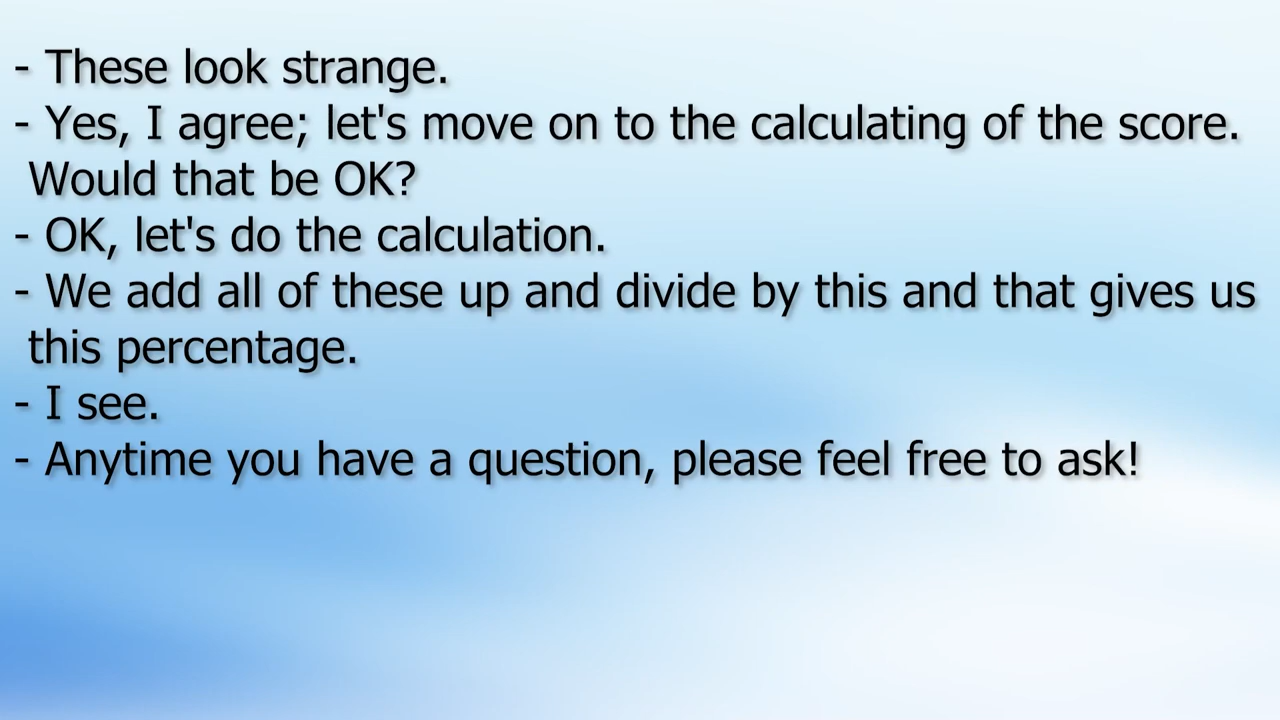 - These look strange.
- Yes, I agree; let's move on to the calculating of the score.
Would that be OK?
- OK, let's do the calculation.
- We add all of these up and divide by this and that gives us
this percentage.
- I see.
- Anytime you have a question, please feel free to ask!